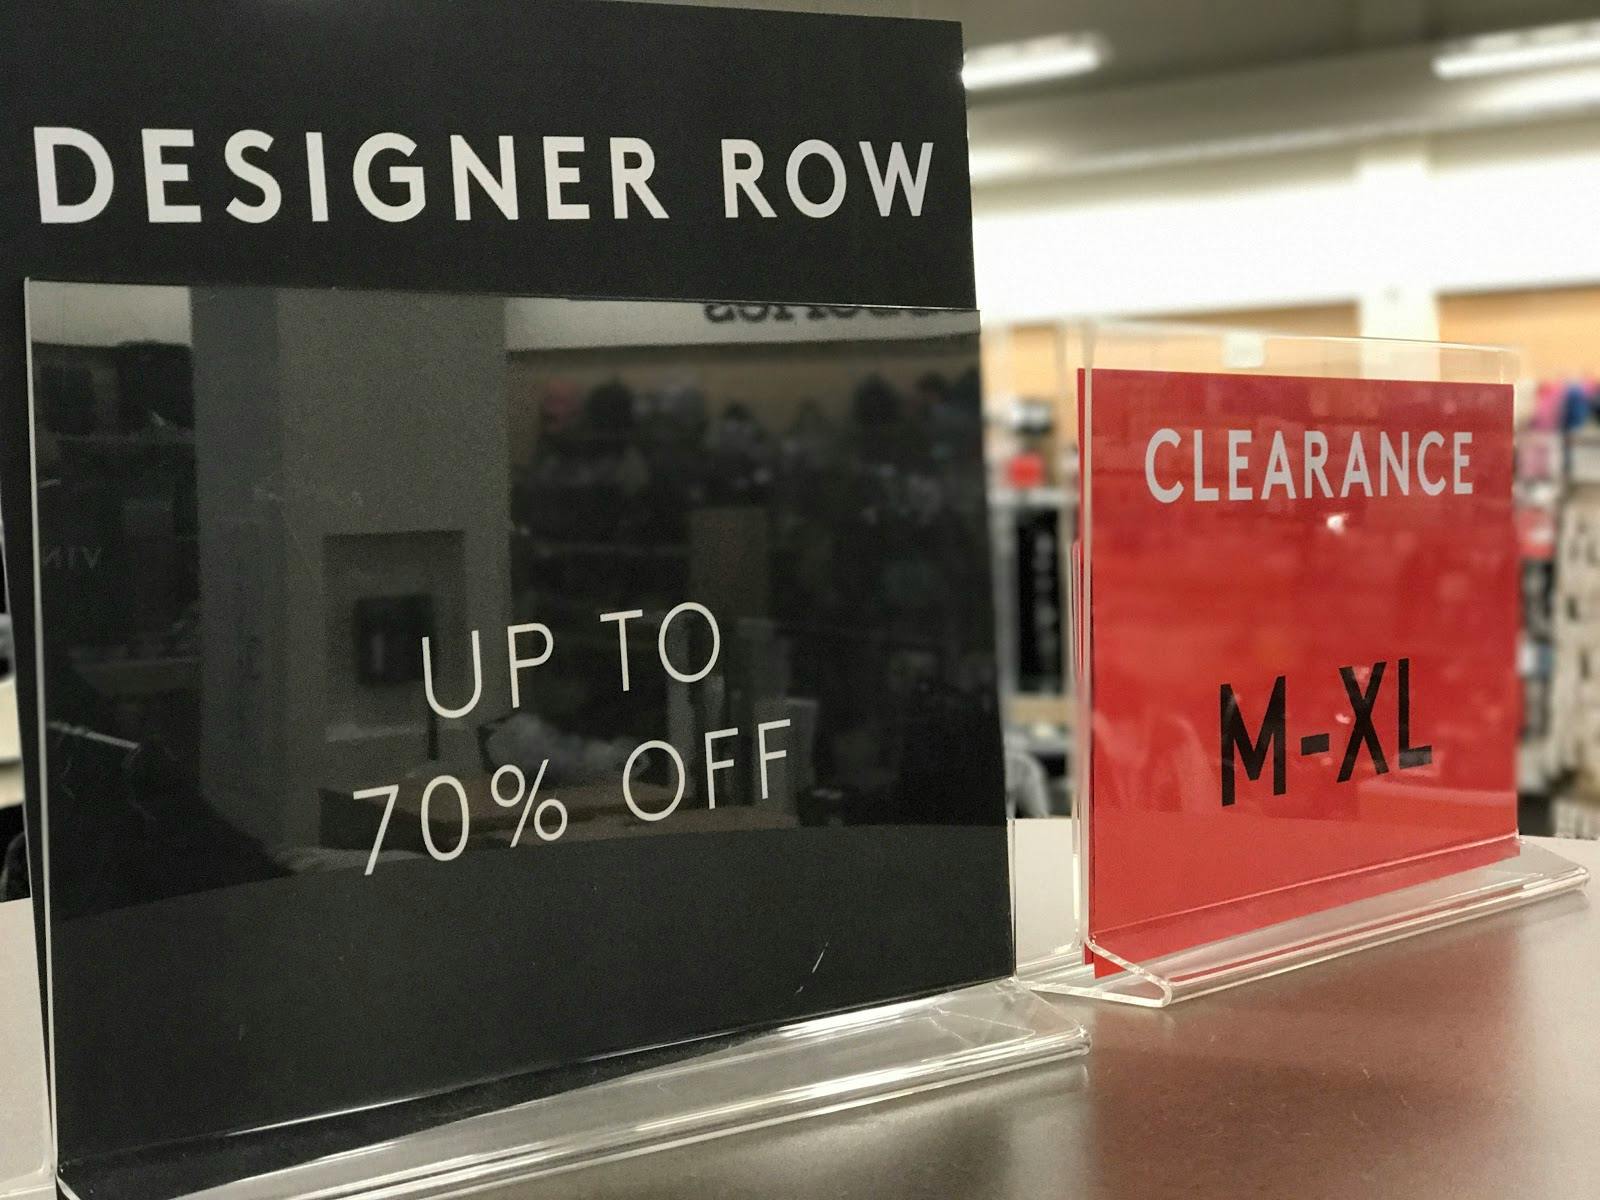 DESIGNER ROW
UP TO
70% OFF
CLEARANCE
M-XL